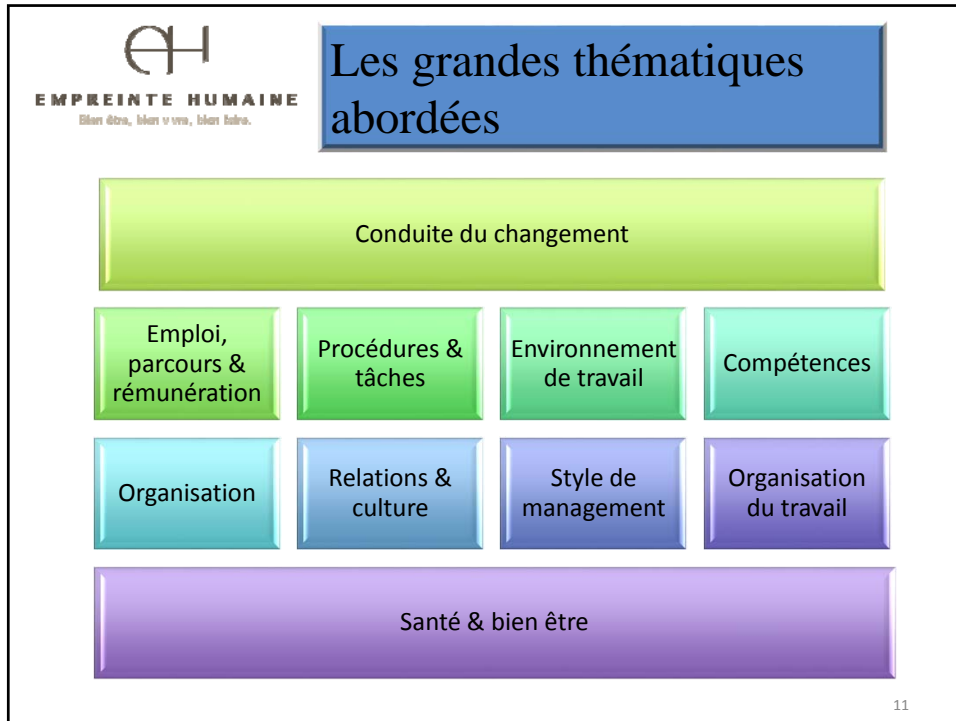 EMPREINTE HUMAINE
Bien être, bien vivre, bien faire.
Les grandes thématiques
abordées
Conduite du changement
Emploi,
parcours &
rémunération
Procédures &
tâches
Environnement
de travail
Compétences
Organisation
Relations &
culture
Style de
management
Organisation
du travail
Santé & bien être
11